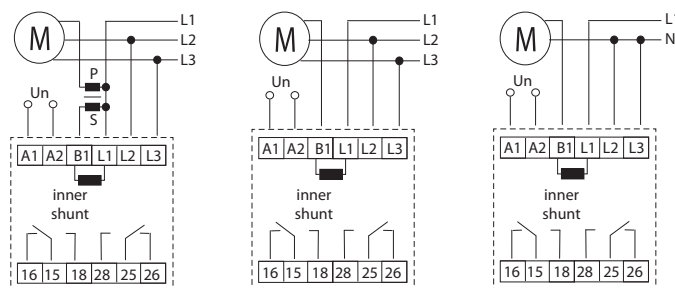 M
L1
L2
L3
P
Un
S
A1 A2 B1 L1 L2 L3
inner
shunt
16 15 18 28 25 26
M
L1
L2
L3
Un
A1 A2 B1 L1 L2 L3
inner
shunt
16 15 18 28 25 26
M
L1
N
Un
A1 A2 B1 L1 L2 L3
inner
shunt
16 15 18 28 25 26